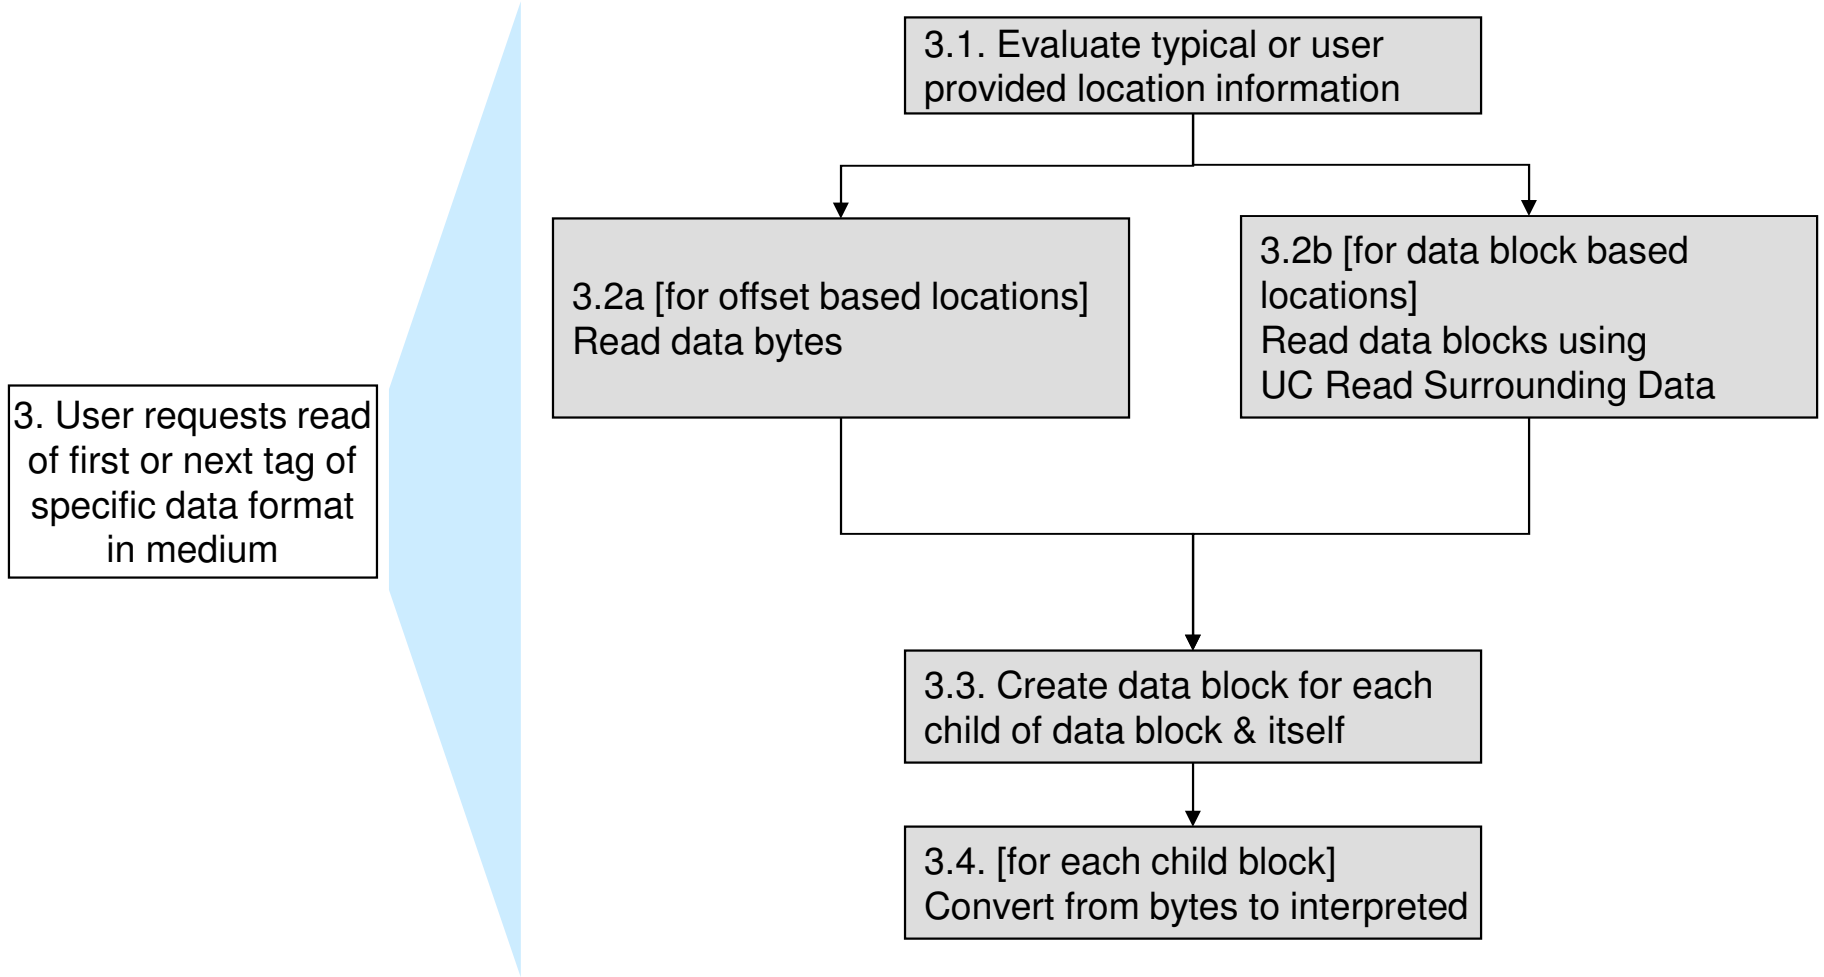 3. User requests read
of first or next tag of
specific data format
in medium
3.1. Evaluate typical or user
provided location information
3.2a [for offset based locations]
Read data bytes
3.2b [for data block based
locations]
Read data blocks using
UC Read Surrounding Data
3.3. Create data block for each
child of data block & itself
3.4. [for each child block]
Convert from bytes to interpreted